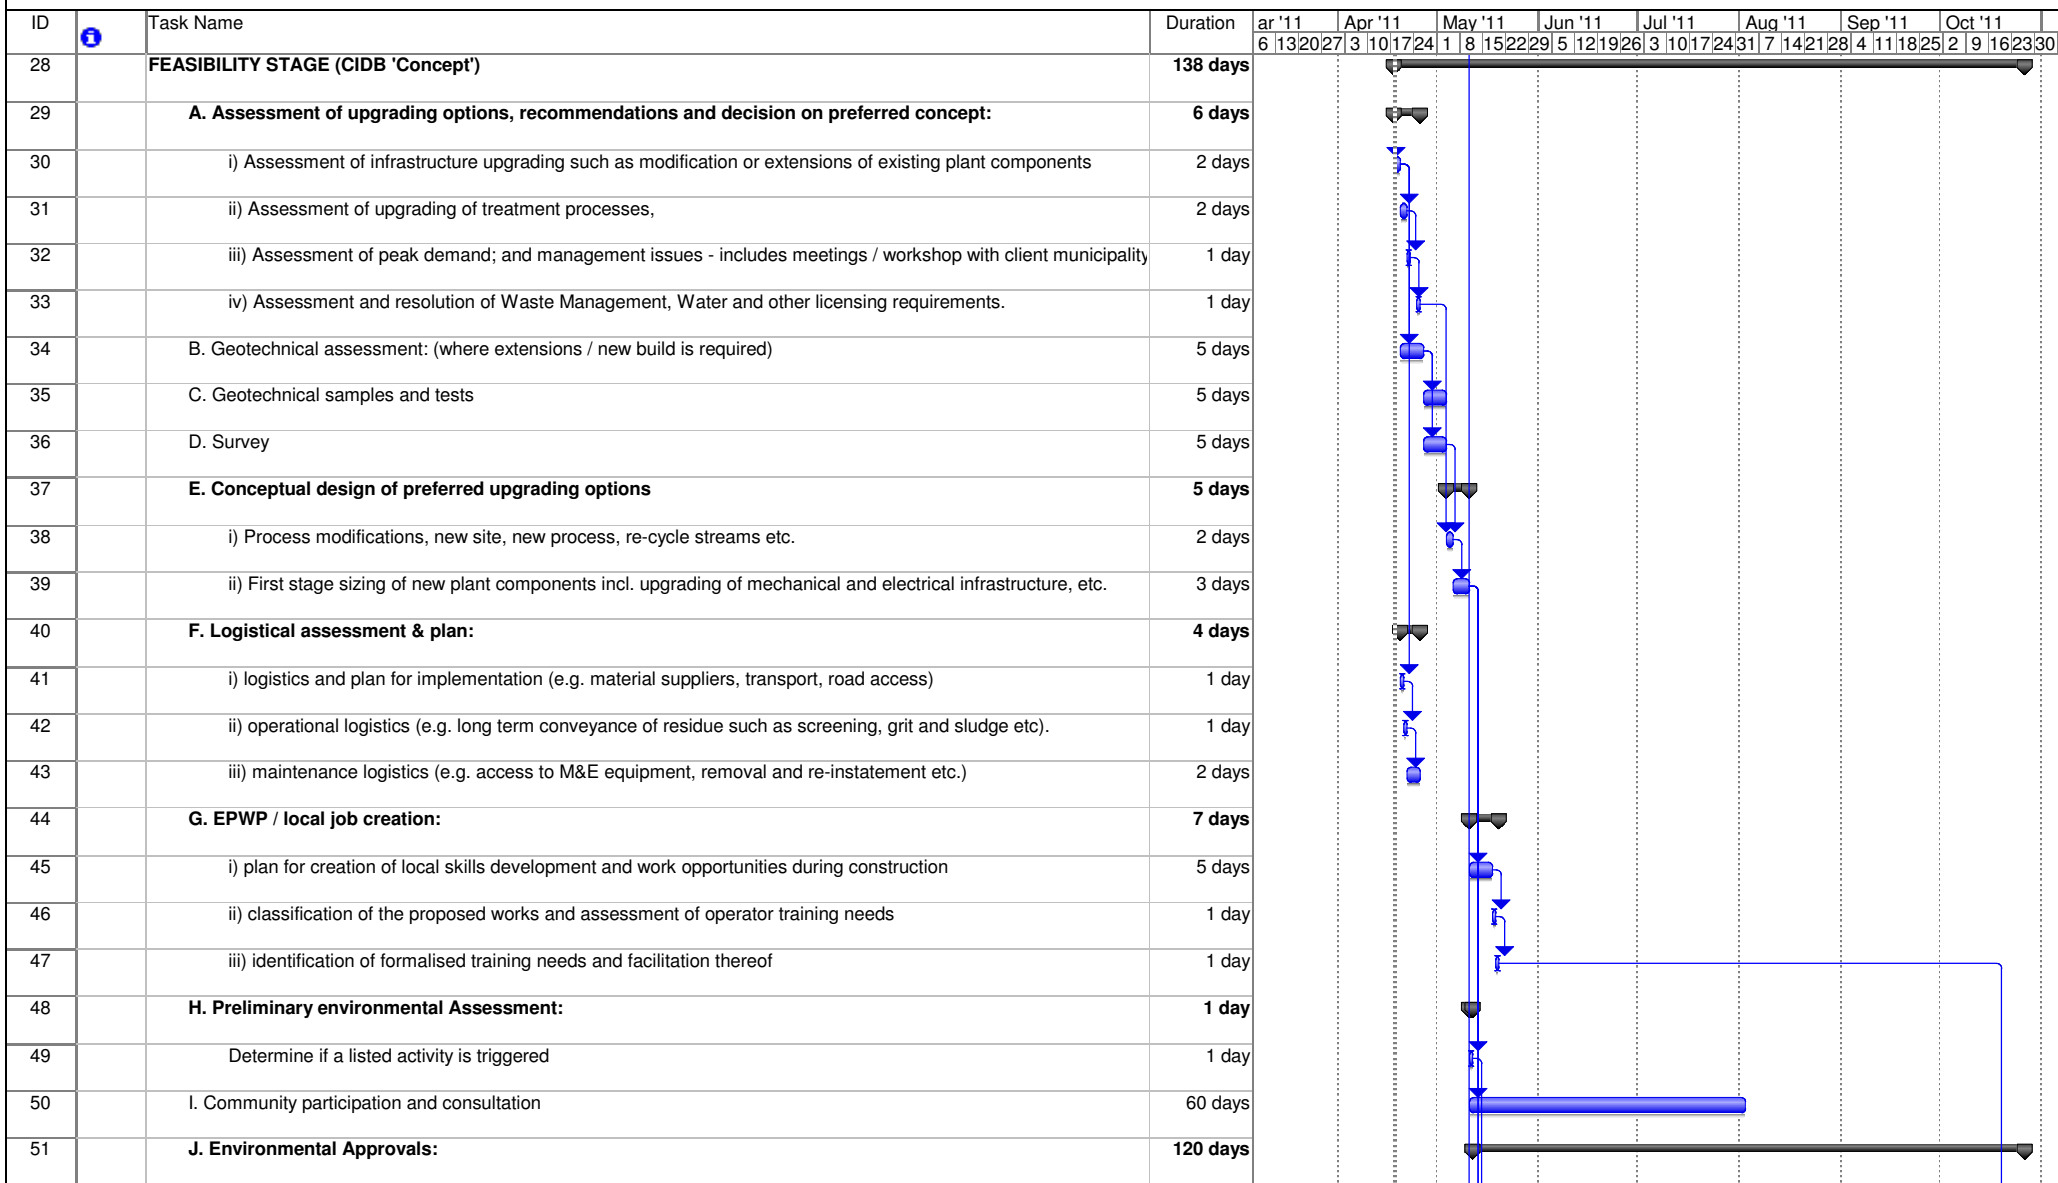 ID Task Name Duration ar '11 Apr '11 May '11 Jun '11 Jul '11 Aug '11 Sep '11 Oct '11
6 13 20 27 3 10 17 24 1 8 15 22 29 5 12 19 26 3 10 17 24 31 7 14 21 28 4 11 18 25 2 9 16 23 30
28 FEASIBILITY STAGE (CIDB 'Concept') 138 days
29 A. Assessment of upgrading options, recommendations and decision on preferred concept: 6 days
30 i) Assessment of infrastructure upgrading such as modification or extensions of existing plant components 2 days
31 ii) Assessment of upgrading of treatment processes, 2 days
32 iii) Assessment of peak demand; and management issues - includes meetings / workshop with client municipality 1 day
33 iv) Assessment and resolution of Waste Management, Water and other licensing requirements. 1 day
34 B. Geotechnical assessment: (where extensions / new build is required) 5 days
35 C. Geotechnical samples and tests 5 days
36 D. Survey 5 days
37 E. Conceptual design of preferred upgrading options 5 days
38 i) Process modifications, new site, new process, re-cycle streams etc. 2 days
39 ii) First stage sizing of new plant components incl. upgrading of mechanical and electrical infrastructure, etc. 3 days
40 F. Logistical assessment & plan: 4 days
41 i) logistics and plan for implementation (e.g. material suppliers, transport, road access) 1 day
42 ii) operational logistics (e.g. long term conveyance of residue such as screening, grit and sludge etc). 1 day
43 iii) maintenance logistics (e.g. access to M&E equipment, removal and re-instatement etc.) 2 days
44 G. EPWP / local job creation: 7 days
45 i) plan for creation of local skills development and work opportunities during construction 5 days
46 ii) classification of the proposed works and assessment of operator training needs 1 day
47 iii) identification of formalised training needs and facilitation thereof 1 day
48 H. Preliminary environmental Assessment: 1 day
49 Determine if a listed activity is triggered 1 day
50 I. Community participation and consultation 60 days
51 J. Environmental Approvals: 120 days